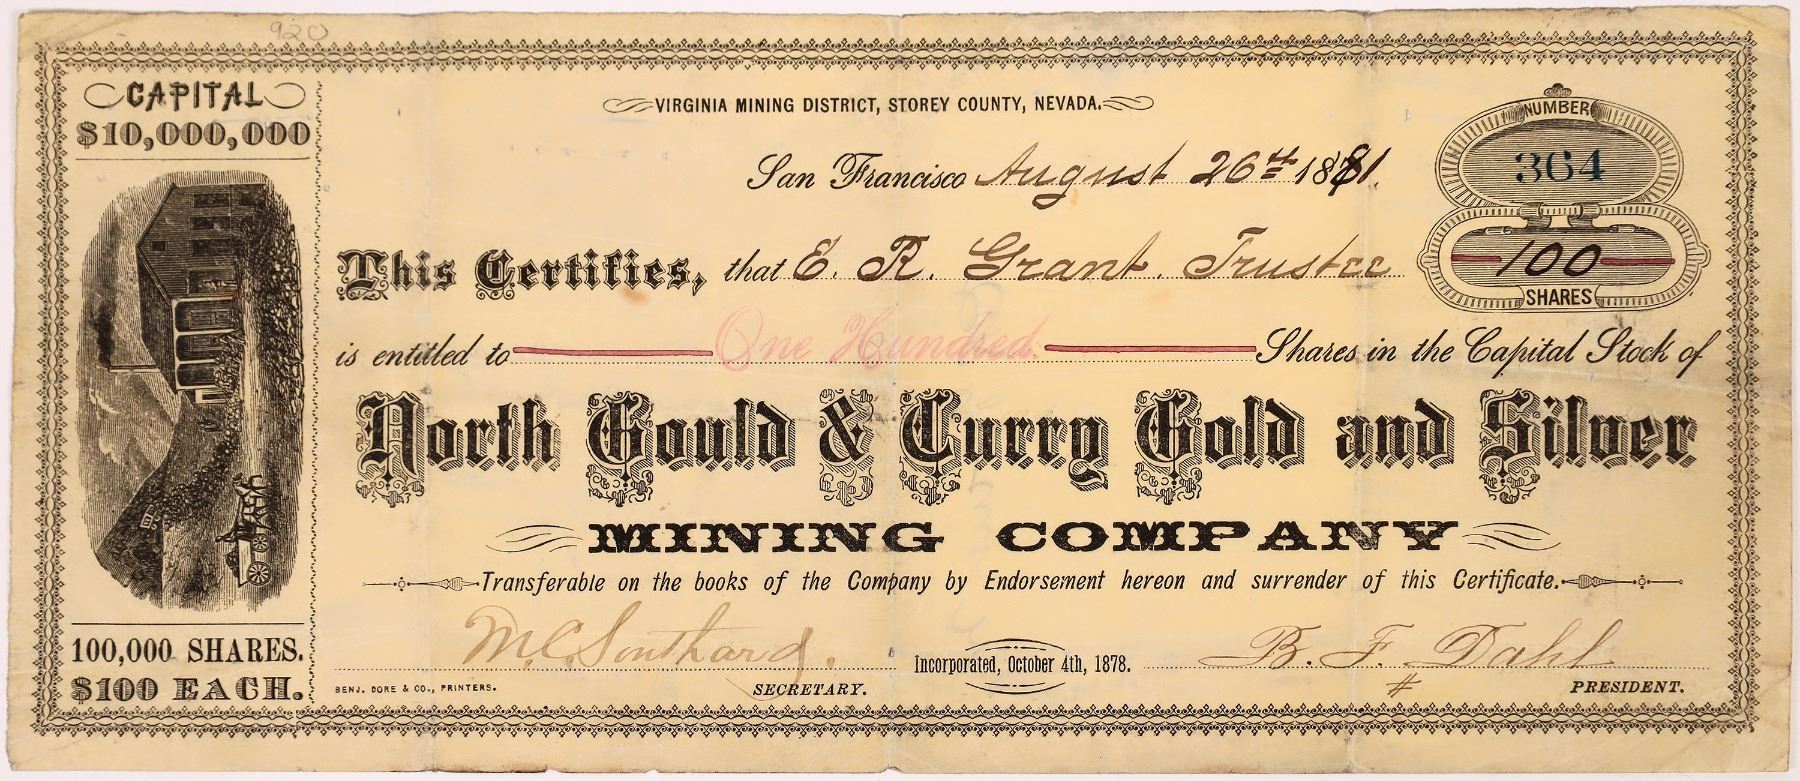 920
CAPITAL
$10,000,000
VIRGINIA MINING DISTRICT, STOREY COUNTY, NEVADA.
NUMBER
364
San Francisco August 26th 1881
This Certifies, that E. R. Grant. Trustee
100
SHARES
is entitled to One Hundred Shares in the Capital Stock of
North Gould & Curry Gold and Silver
MINING COMPANY
Transferable on the books of the Company by Endorsement hereon and surrender of this Certificate.
100,000 SHARES.
$100 EACH.
M.C. Southard.
SECRETARY.
Incorporated, October 4th, 1878.
B. F. Dahl
#
PRESIDENT.
BENJ. DORE & CO., PRINTERS.